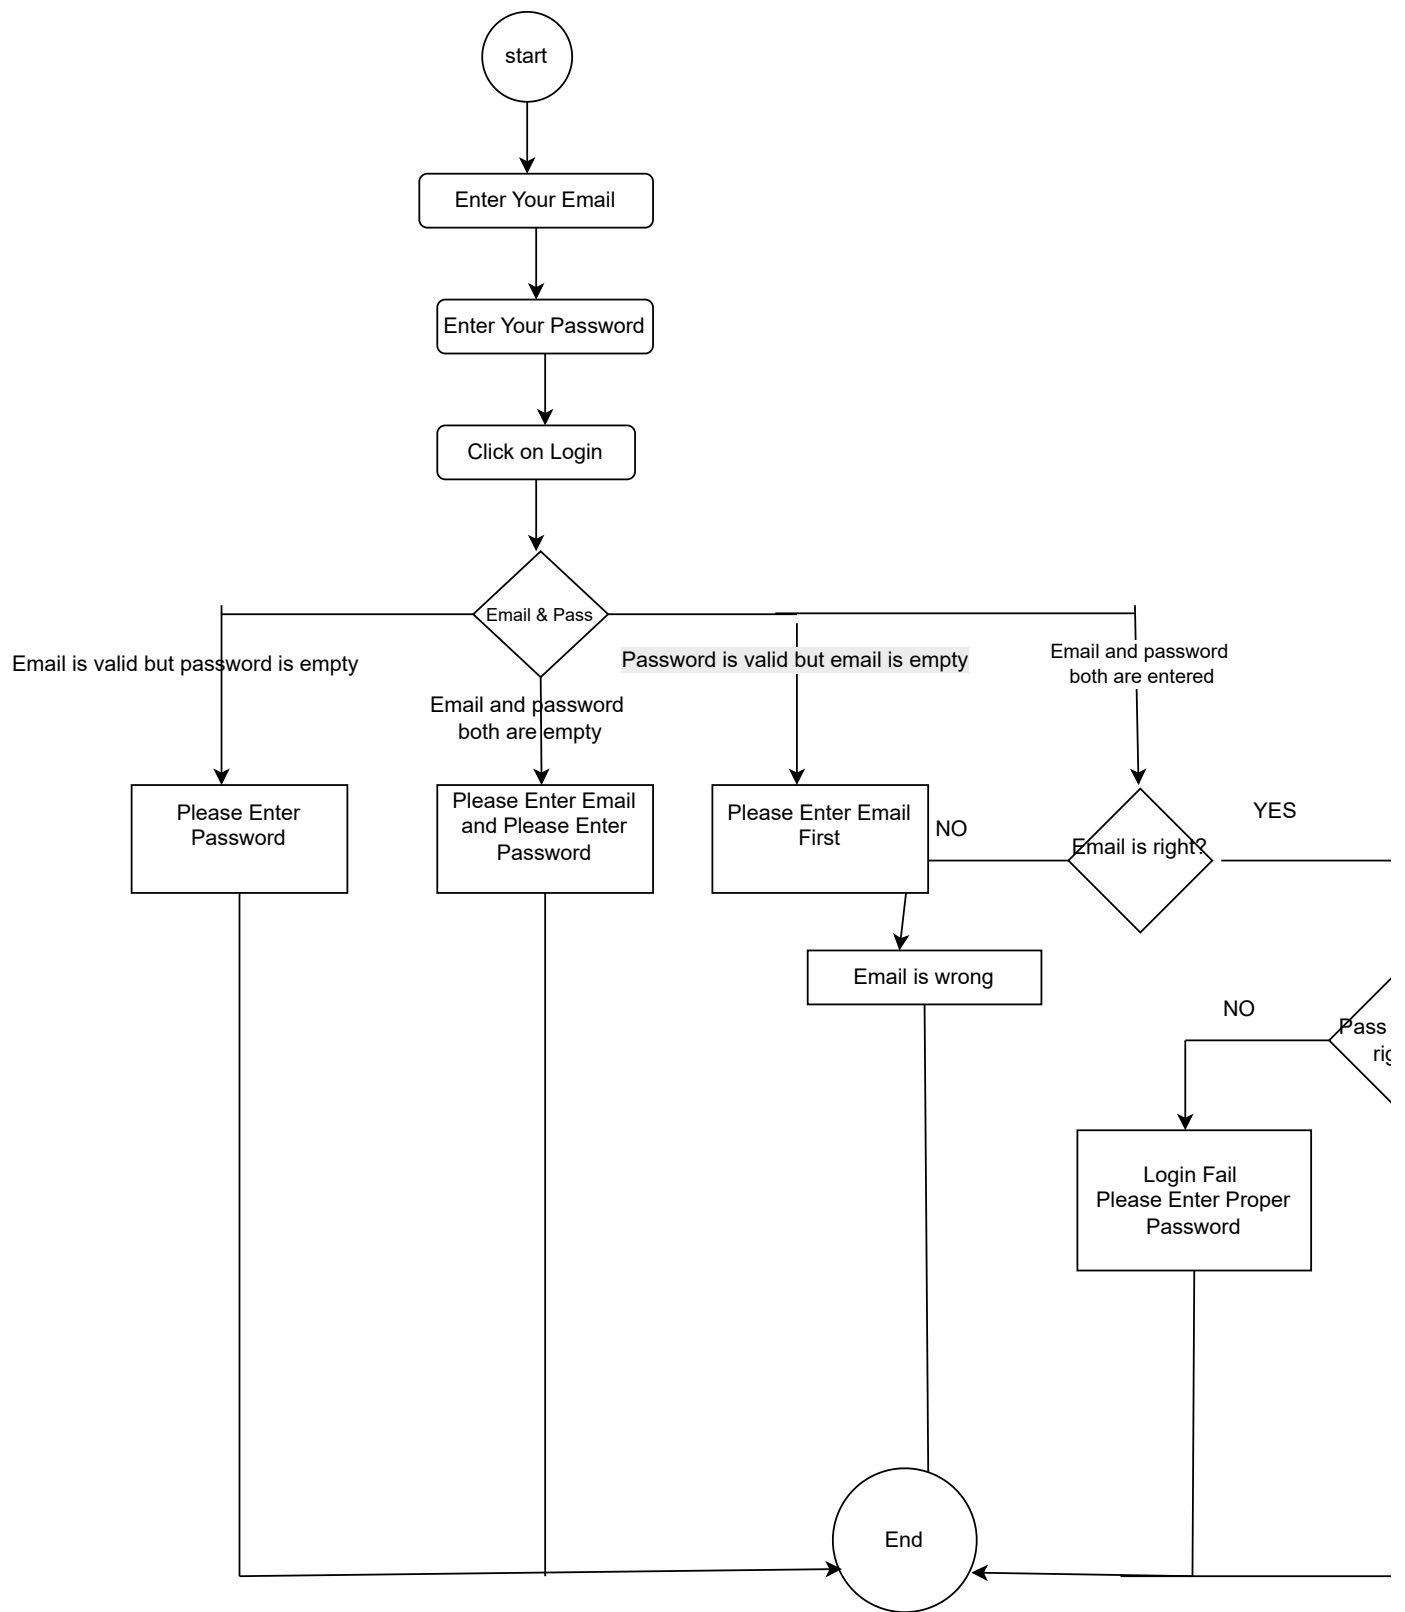 start
Enter Your Email
Enter Your Password
Click on Login
Email & Pass
Email is valid but password is empty
Email and password
both are empty
Password is valid but email is empty
Email and password
both are entered
Please Enter
Password
Please Enter Email
and Please Enter
Password
Please Enter Email
First
NO
Email is right?
YES
Email is wrong
NO
Pass
Login Fail
Please Enter Proper
Password
End